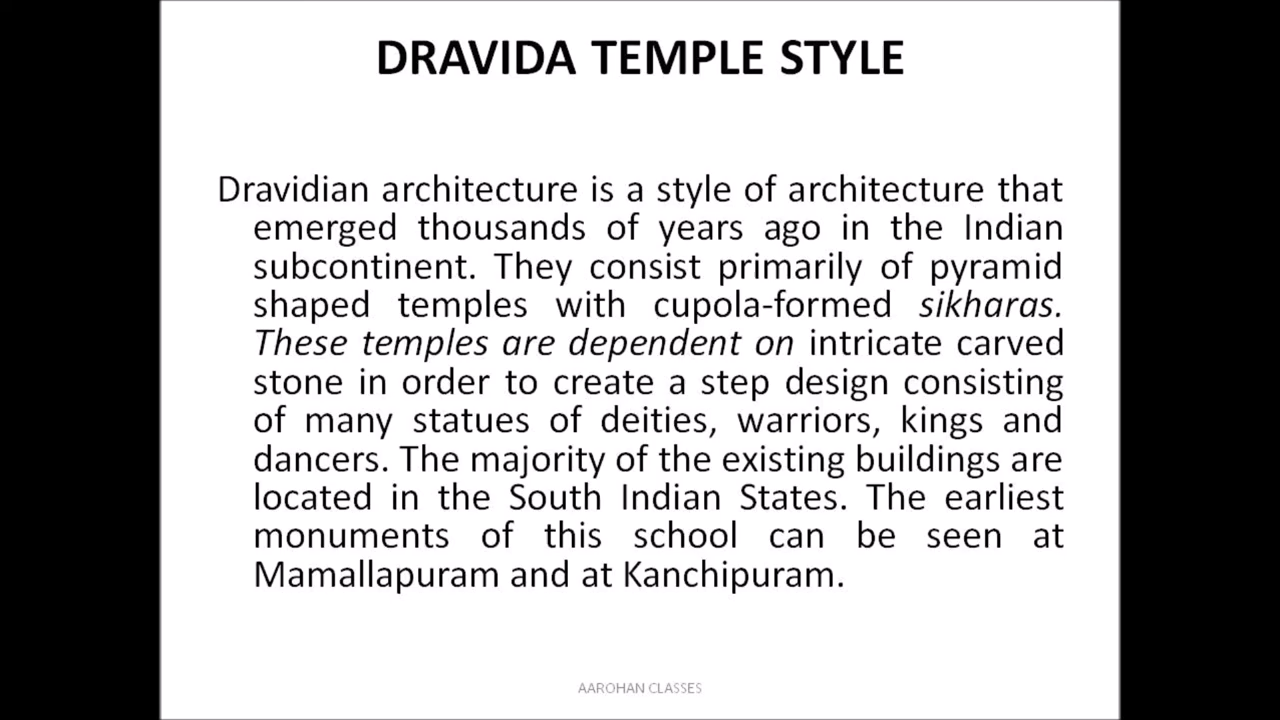 DRAVIDA TEMPLE STYLE
Dravidian architecture is a style of architecture that
emerged thousands of years ago in the Indian
subcontinent. They consist primarily of pyramid
shaped temples with cupola-formed sikharas.
These temples are dependent on intricate carved
stone in order to create a step design consisting
of many statues of deities, warriors, kings and
dancers. The majority of the existing buildings are
located in the South Indian States. The earliest
monuments of this school can be seen at
Mamallapuram and at Kanchipuram.
AAROHAN CLASSES